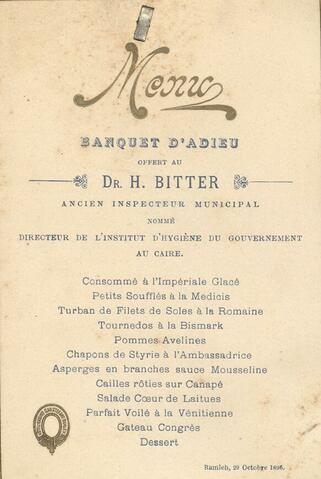 Menu
BANQUET D'ADIEU
OFFERT AU
DR. H. BITTER
ANCIEN INSPECTEUR MUNICIPAL
NOMMÉ
DIRECTEUR DE L'INSTITUT D'HYGIÈNE DU GOUVERNEMENT
AU CAIRE.
Consommé à l'Impériale Glacé
Petits Soufflés à la Medicis
Turban de Filets de Soles à la Romaine
Tournedos à la Bismark
Pommes Avelines
Chapons de Styrie à l'Ambassadrice
Asperges en branches sauce Mousseline
Cailles rôties sur Canapé
Salade Cœur de Laitues
Parfait Voilé à la Vénitienne
Gateau Congrès
Dessert
Ramleh, 29 Octobre 1896.